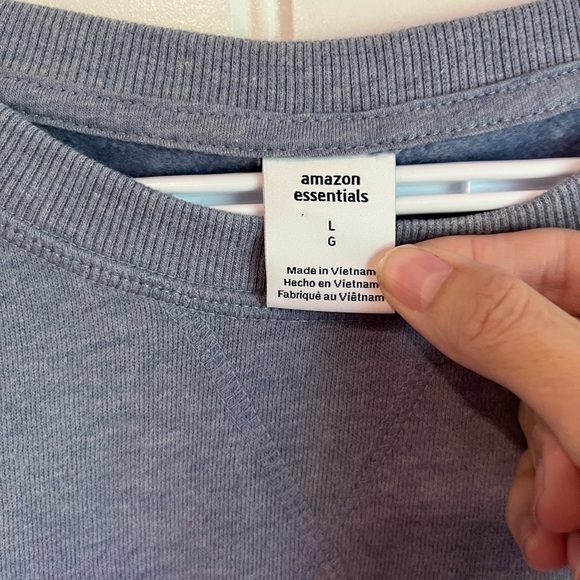 amazon
essentials
L
G
Made in Vietnam
Hecho en Vietnam
Fabriqué au Viêtnam